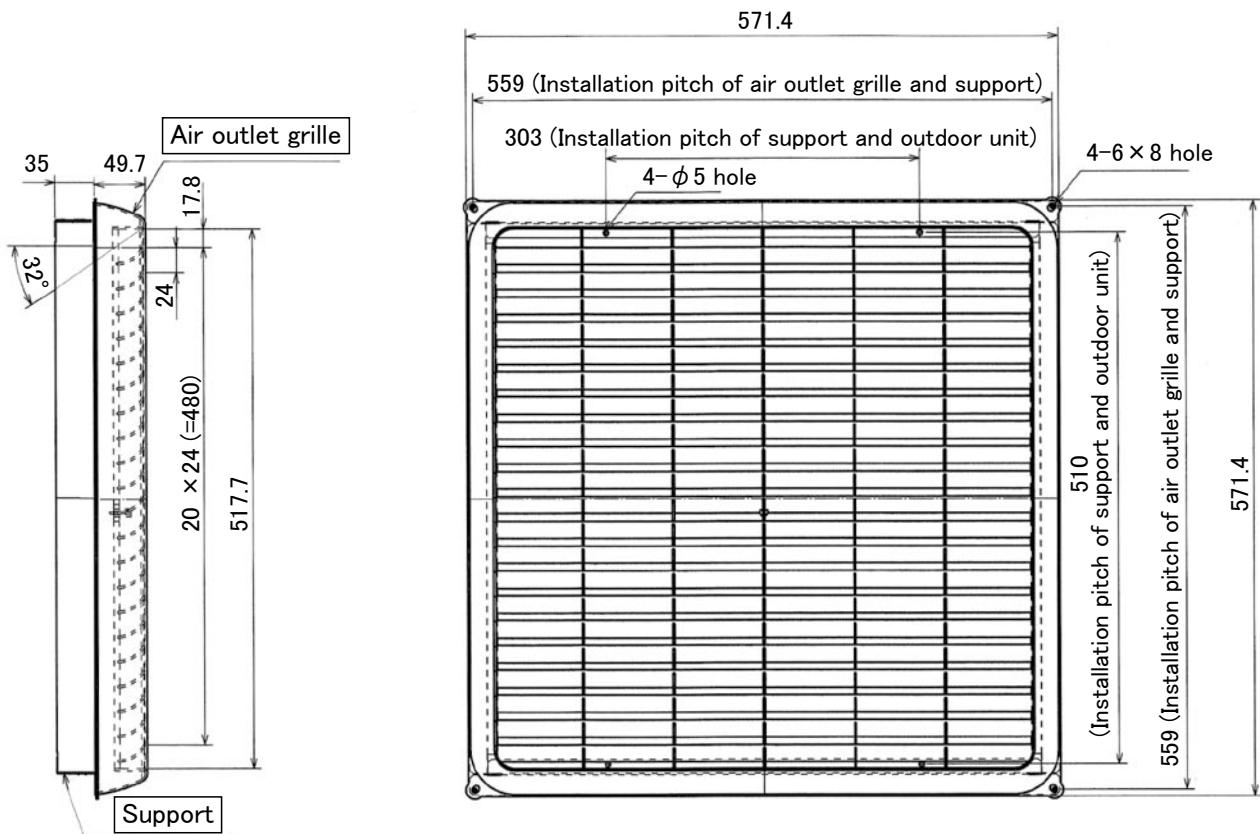 571.4
559 (Installation pitch of air outlet grille and support)
303 (Installation pitch of support and outdoor unit)
4-φ5 hole
4-6×8 hole
Air outlet grille
35
49.7
17.8
32°
24
20 ×24 (=480)
517.7
510
(Installation pitch of support and outdoor unit)
559 (Installation pitch of air outlet grille and support)
571.4
Support